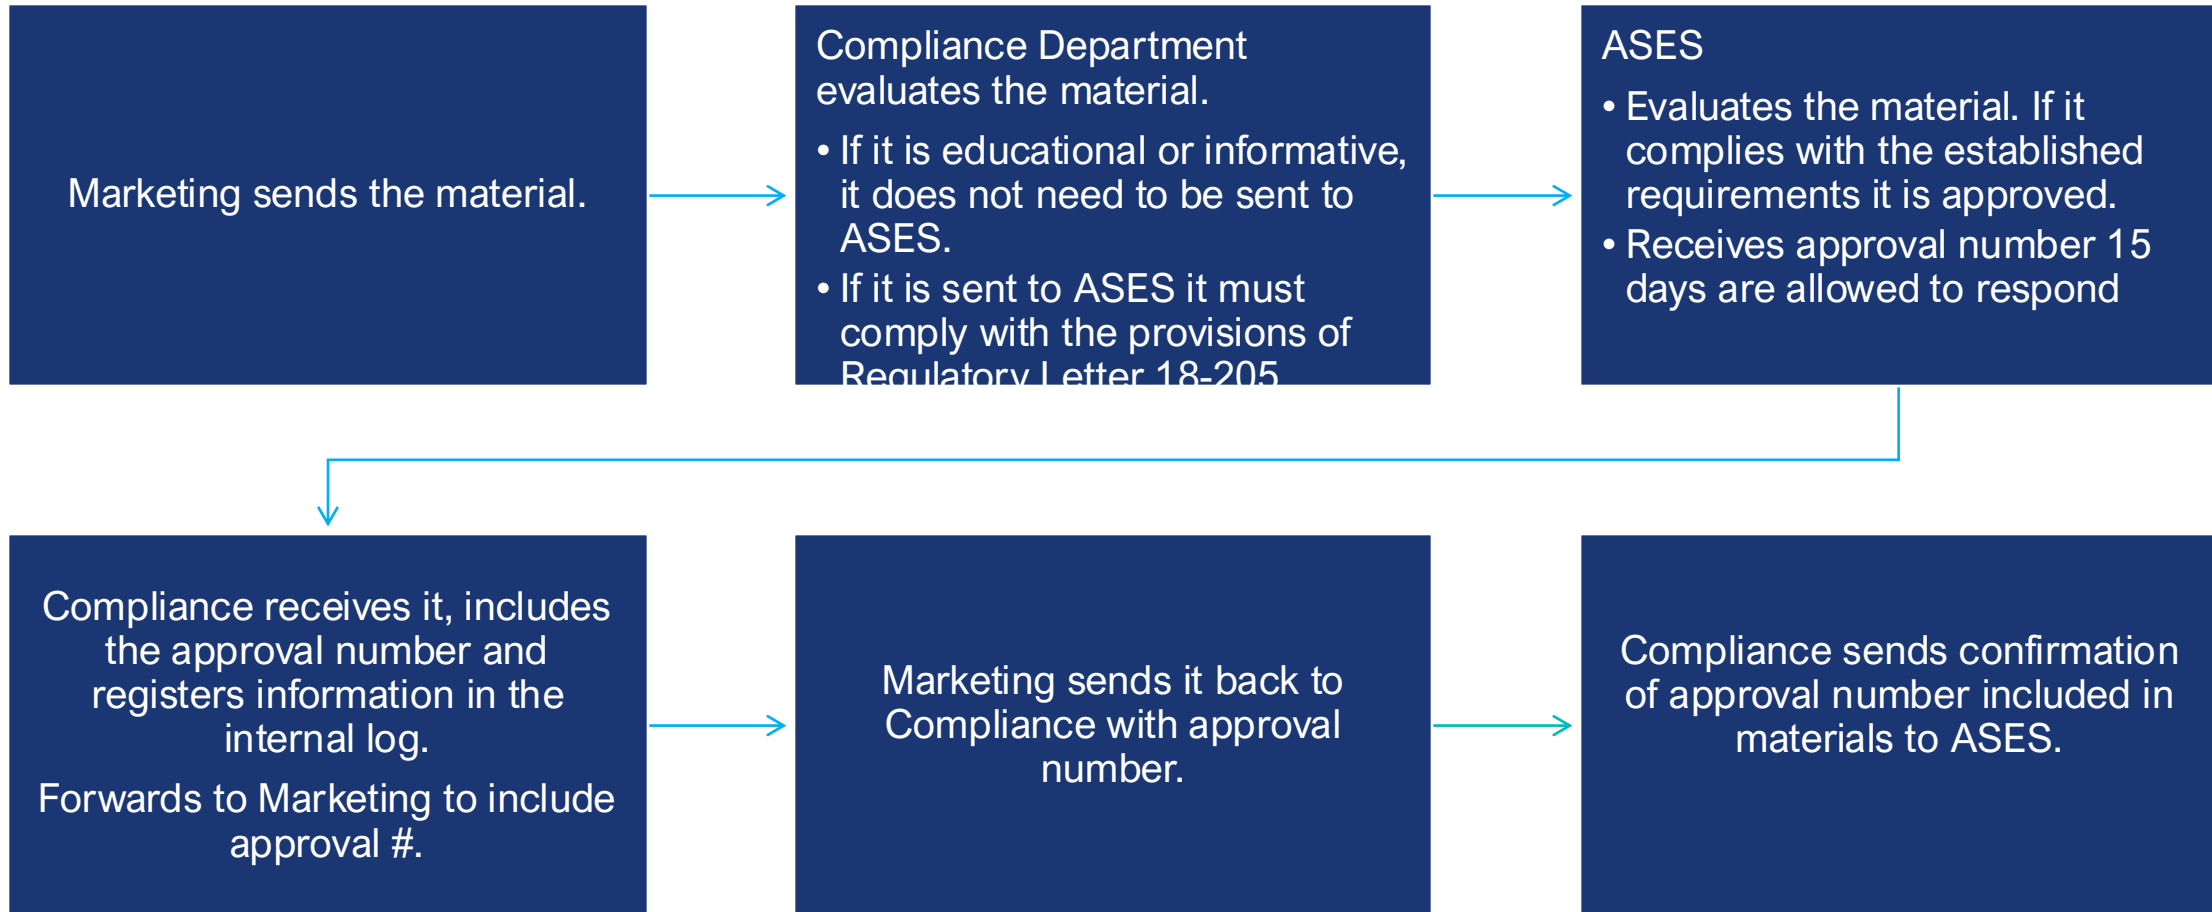 Marketing sends the material.
Compliance Department
evaluates the material.
• If it is educational or informative,
it does not need to be sent to
ASES.
• If it is sent to ASES it must
comply with the provisions of
Regulatory Letter 18-205
ASES
• Evaluates the material. If it
complies with the established
requirements it is approved.
• Receives approval number 15
days are allowed to respond
Compliance receives it, includes
the approval number and
registers information in the
internal log.
Forwards to Marketing to include
approval #.
Marketing sends it back to
Compliance with approval
number.
Compliance sends confirmation
of approval number included in
materials to ASES.